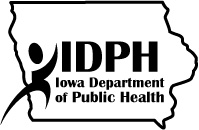 IDPH
Iowa Department
of Public Health